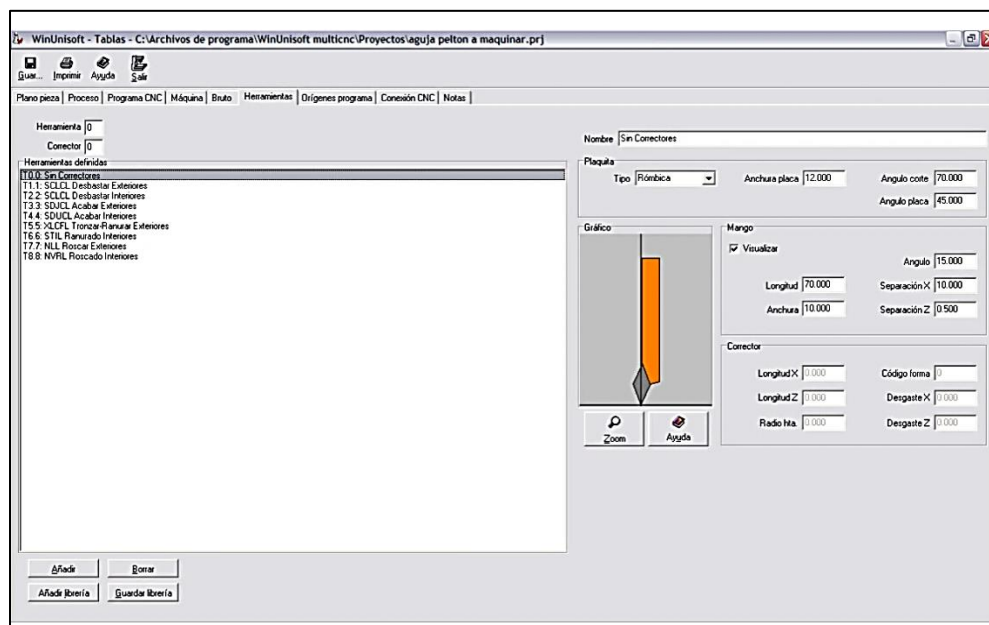 WinUnisoft - Tablas - C:\Archivos de programa\WinUnisoft multicnc\Proyectos\aguja pelton a maquinar.prj
Guar... Imprimir Ayuda Salir
Plano pieza Proceso Programa CNC Máquina Bruto Herramientas Orígenes programa Conexión CNC Notas
Herramienta 0
Corrector 0
Herramientas definidas
T0.0: Sin Correctores
T1.1: SCLCL Desbastar Exteriores
T2.2: SCLCL Desbastar Interiores
T3.3: SDJCL Acabar Exteriores
T4.4: SDUCL Acabar Interiores
T5.5: XLCFL Tronzar-Ranurar Exteriores
T6.6: STIL Ranurado Interiores
T7.7: NLL Roscar Exteriores
T8.8: NVRL Roscado Interiores
Añadir Borrar
Añadir librería Guardar librería
Nombre Sin Correctores
Plaquita
Tipo Rómbica Anchura placa 12.000 Angulo corte 70.000
Angulo placa 45.000
Gráfico
Zoom Ayuda
Mango
Visualizar
Angulo 15.000
Longitud 70.000 Separación X 10.000
Anchura 10.000 Separación Z 0.500
Corrector
Longitud X 0.000 Código forma 0
Longitud Z 0.000 Desgaste X 0.000
Radio hta. 0.000 Desgaste Z 0.000